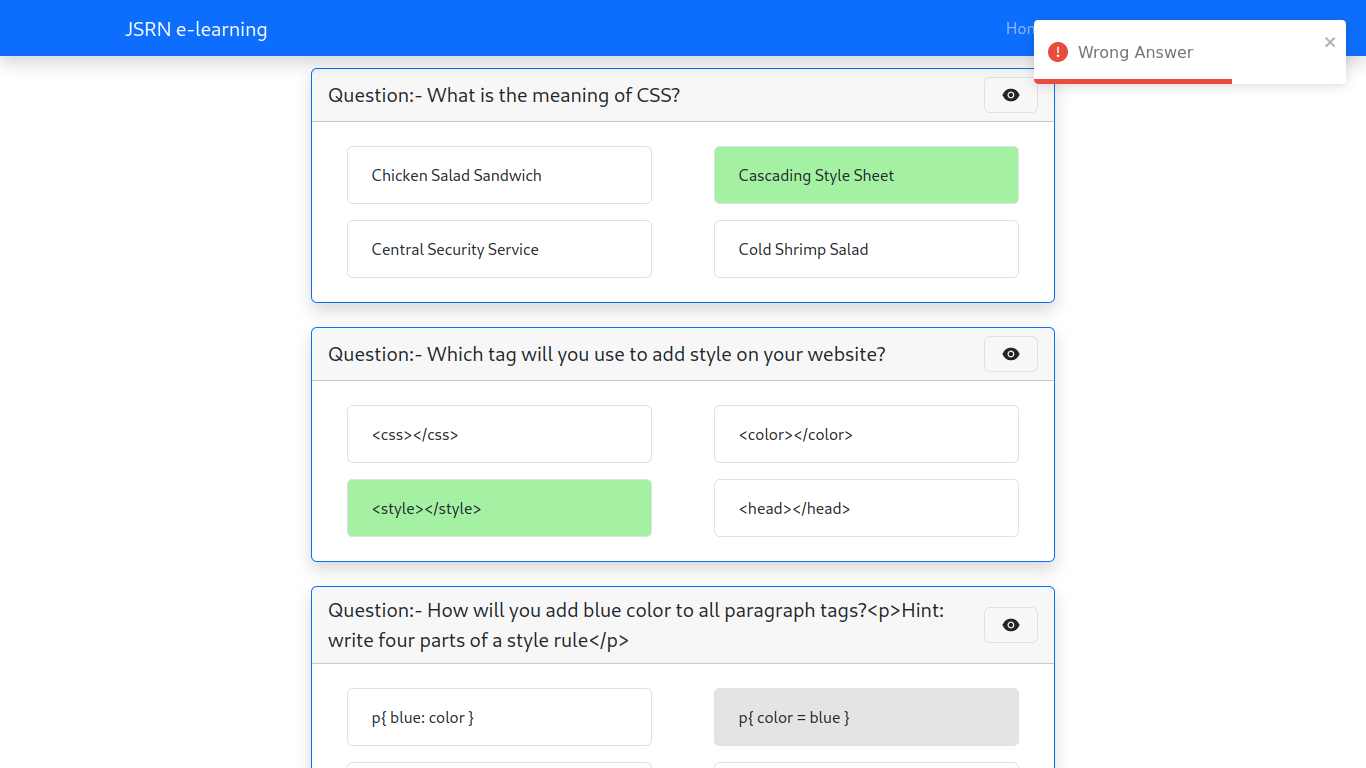 JSRN e-learning
Hom
Wrong Answer
Question:- What is the meaning of CSS?
Chicken Salad Sandwich
Cascading Style Sheet
Central Security Service
Cold Shrimp Salad
Question:- Which tag will you use to add style on your website?
<css></css>
<color></color>
<style></style>
<head></head>
Question:- How will you add blue color to all paragraph tags?<p>Hint:
write four parts of a style rule</p>
p{ blue: color }
p{ color = blue }